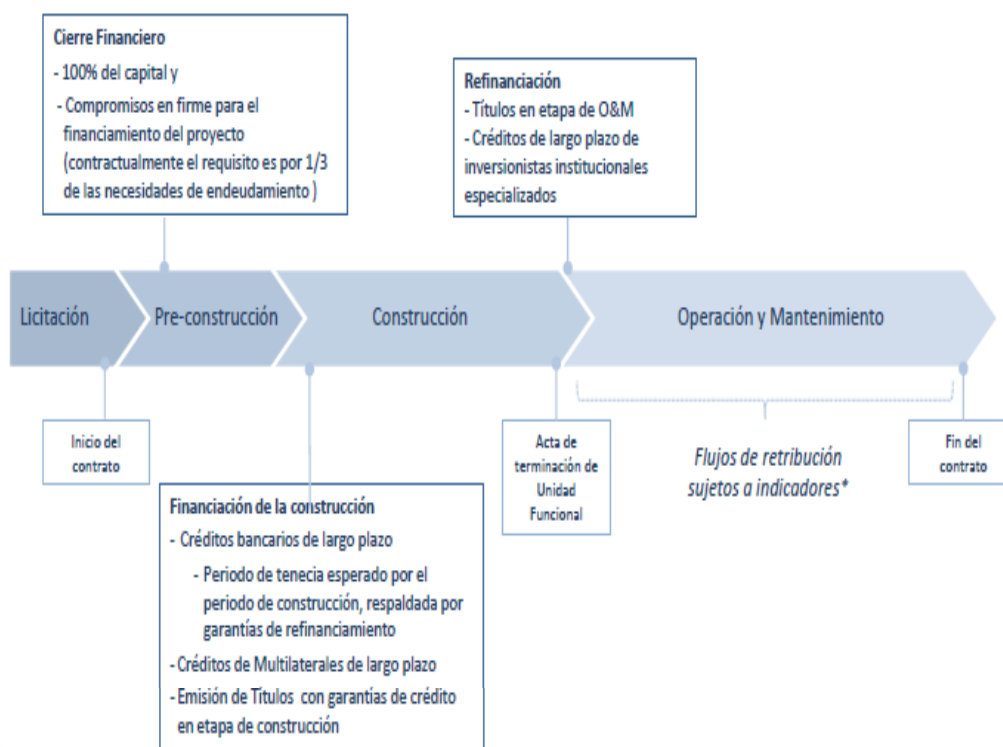 Cierre Financiero
- 100% del capital y
- Compromisos en firme para el
financiamiento del proyecto
(contractualmente el requisito es por 1/3
de las necesidades de endeudamiento )
Refinanciación
- Títulos en etapa de O&M
- Créditos de largo plazo de
inversionistas institucionales
especializados
Licitación
Pre-construcción
Construcción
Operación y Mantenimiento
Inicio del
contrato
Acta de
terminación de
Unidad
Funcional
Flujos de retribución
sujetos a indicadores*
Fin del
contrato
Financiación de la construcción
- Créditos bancarios de largo plazo
- Periodo de tenecia esperado por el
periodo de construcción, respaldada por
garantías de refinanciamiento
- Créditos de Multilaterales de largo plazo
- Emisión de Títulos con garantías de crédito
en etapa de construcción